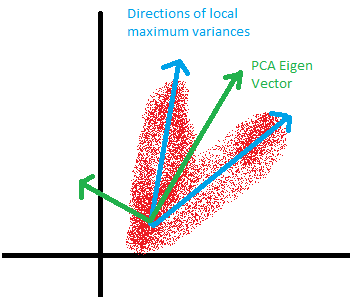 Directions of local
maximum variances
PCA Eigen
Vector